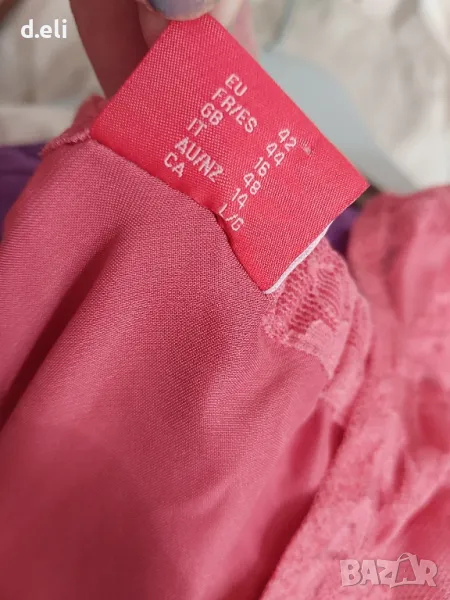 d.eli
EU 42
FR/ES 44
GB 16
IT 48
AU/NZ 14
CA L/G
BAZAR